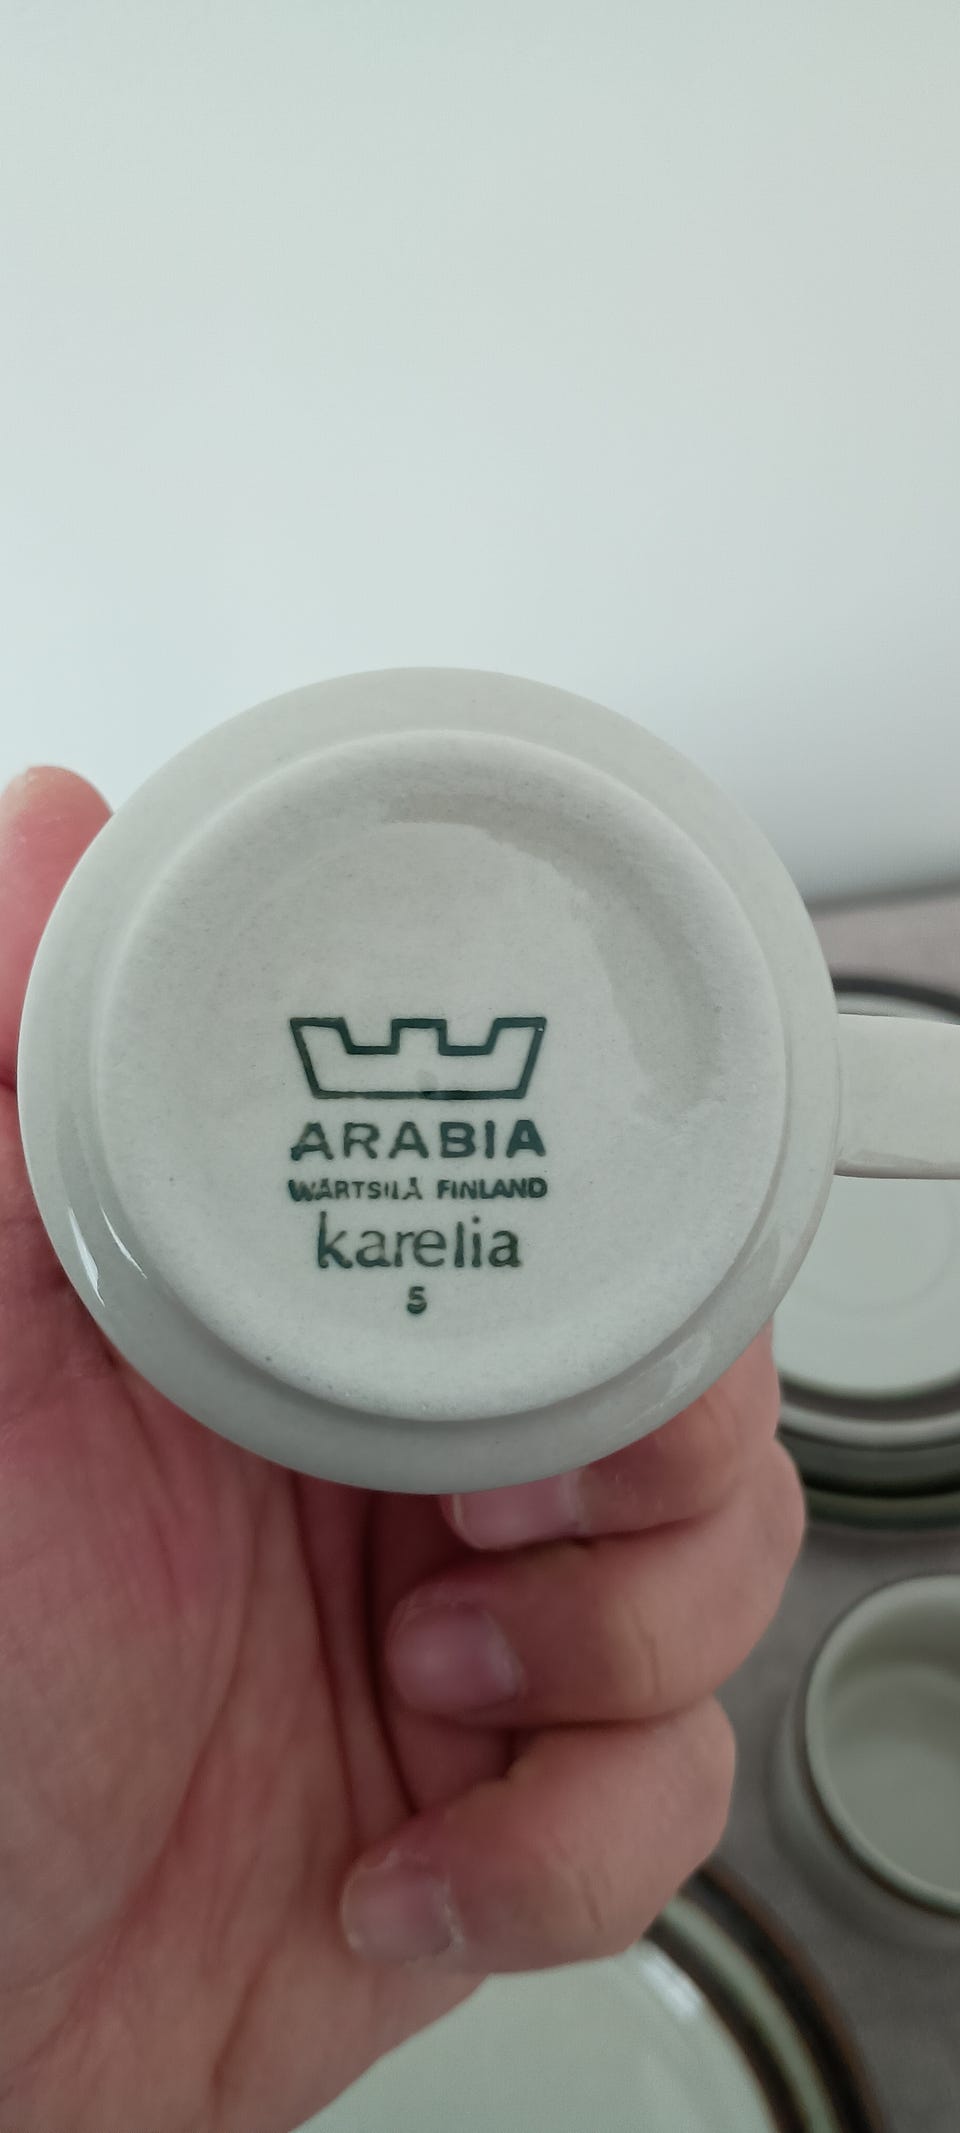 ARABIA
WÄRTSILÄ FINLAND
karelia
5